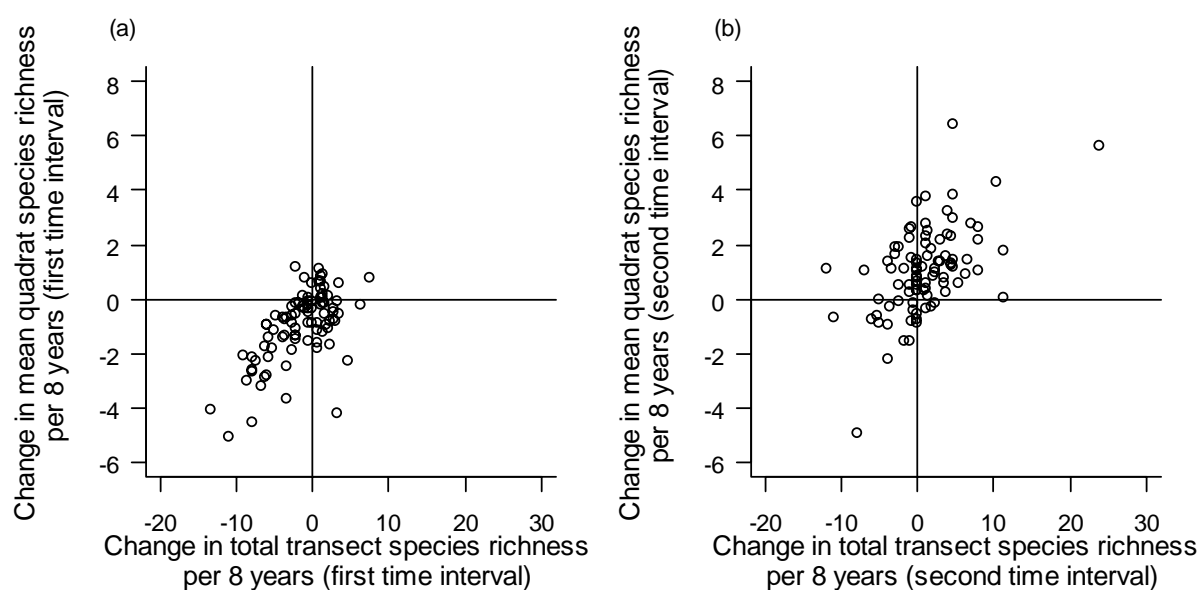 (a)
Change in mean quadrat species richness
per 8 years (first time interval)
8
6
4
2
0
-2
-4
-6
-20 -10 0 10 20 30
Change in total transect species richness
per 8 years (first time interval)
(b)
Change in mean quadrat species richness
per 8 years (second time interval)
8
6
4
2
0
-2
-4
-6
-20 -10 0 10 20 30
Change in total transect species richness
per 8 years (second time interval)